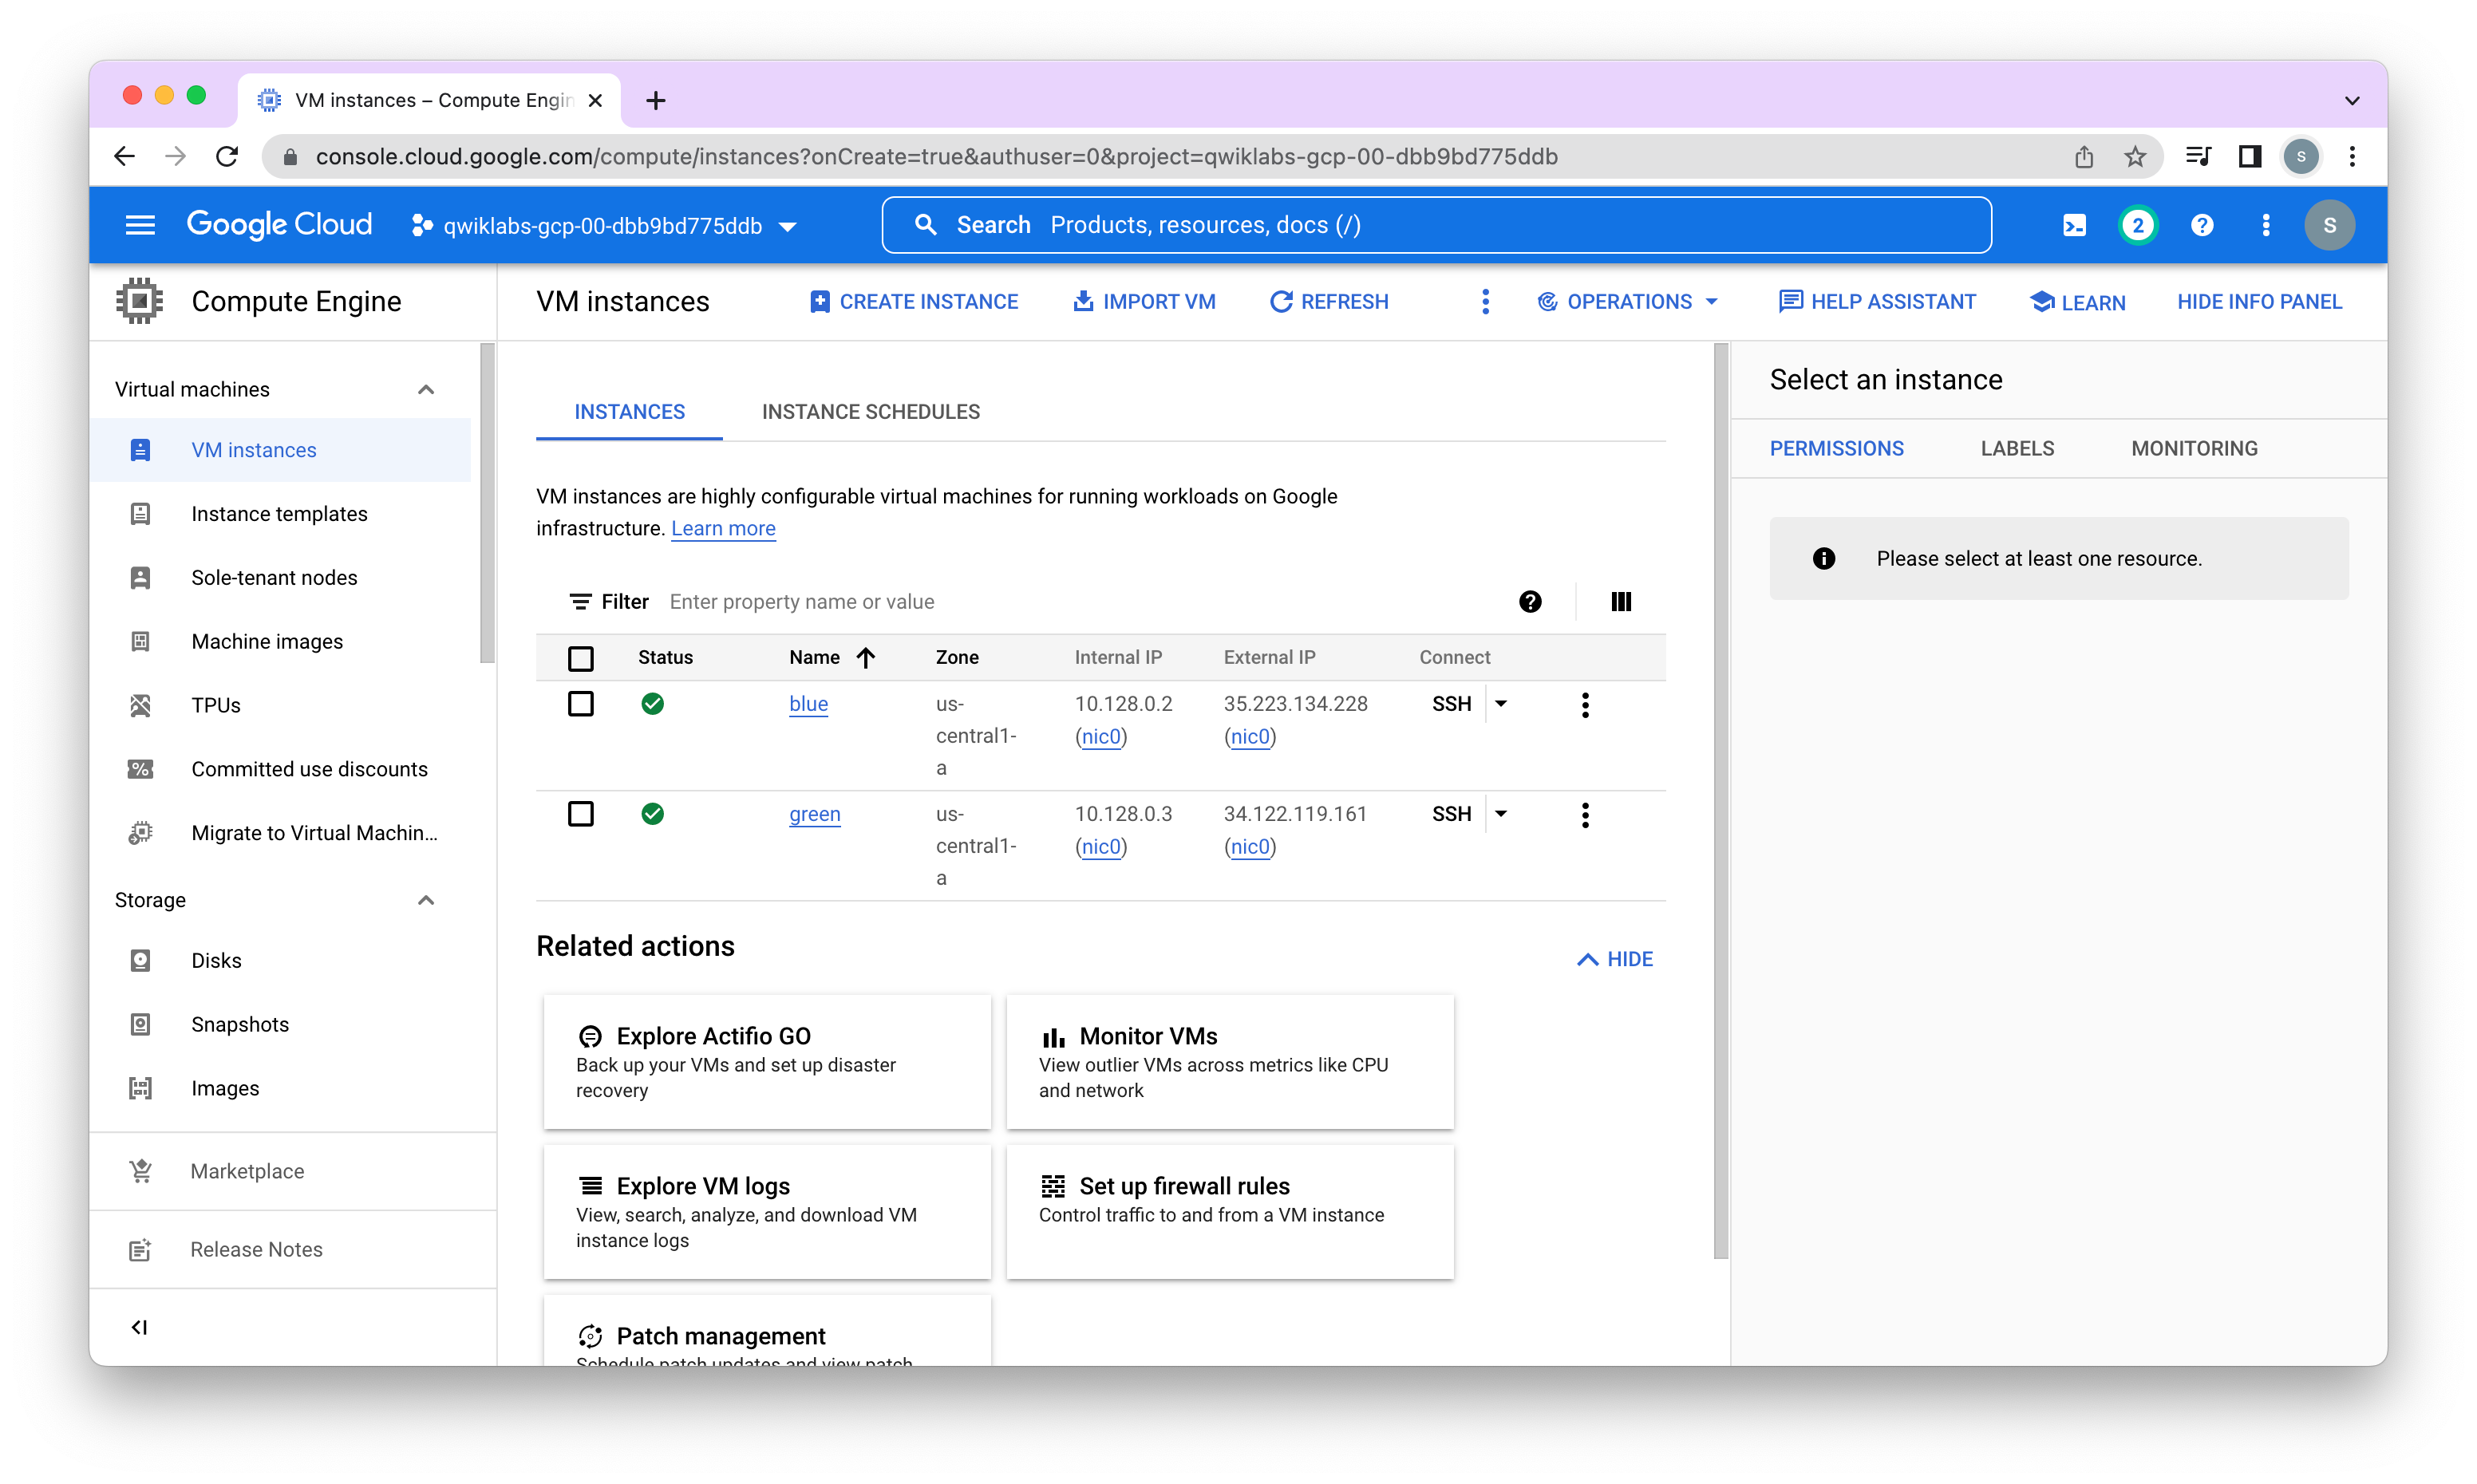 VM instances – Compute Engin
console.cloud.google.com/compute/instances?onCreate=true&authuser=0&project=qwiklabs-gcp-00-dbb9bd775ddb
S
Google Cloud
qwiklabs-gcp-00-dbb9bd775ddb
Search Products, resources, docs (/)
2
S
Compute Engine
VM instances
CREATE INSTANCE
IMPORT VM
REFRESH
OPERATIONS
HELP ASSISTANT
LEARN
HIDE INFO PANEL
Virtual machines
VM instances
Instance templates
Sole-tenant nodes
Machine images
TPUs
Committed use discounts
Migrate to Virtual Machin...
Storage
Disks
Snapshots
Images
Marketplace
Release Notes
INSTANCES
INSTANCE SCHEDULES
VM instances are highly configurable virtual machines for running workloads on Google
infrastructure. Learn more
Filter Enter property name or value
Status Name Zone Internal IP External IP Connect
blue us- 10.128.0.2 35.223.134.228 SSH
central1- (nic0) (nic0)
a
green us- 10.128.0.3 34.122.119.161 SSH
central1- (nic0) (nic0)
a
Related actions
HIDE
Explore Actifio GO
Back up your VMs and set up disaster
recovery
Monitor VMs
View outlier VMs across metrics like CPU
and network
Explore VM logs
View, search, analyze, and download VM
instance logs
Set up firewall rules
Control traffic to and from a VM instance
Patch management
Schedule patch updates and view patch
Select an instance
PERMISSIONS
LABELS
MONITORING
Please select at least one resource.